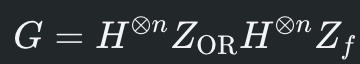 G = H^{⊗n} Z_{OR} H^{⊗n} Z_f